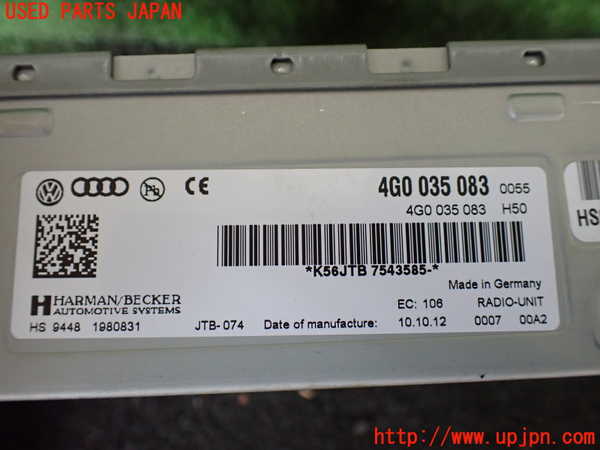 USED PARTS JAPAN
Pb
CE
4G0 035 083 0055
4G0 035 083 H50
*K56JTB 7543585-*
HARMAN/BECKER
AUTOMOTIVE SYSTEMS
Made in Germany
EC: 106 RADIO-UNIT
HS 9448 1980831 JTB-074 Date of manufacture: 10.10.12 0007 00A2
HS
http://www.upjpn.com/